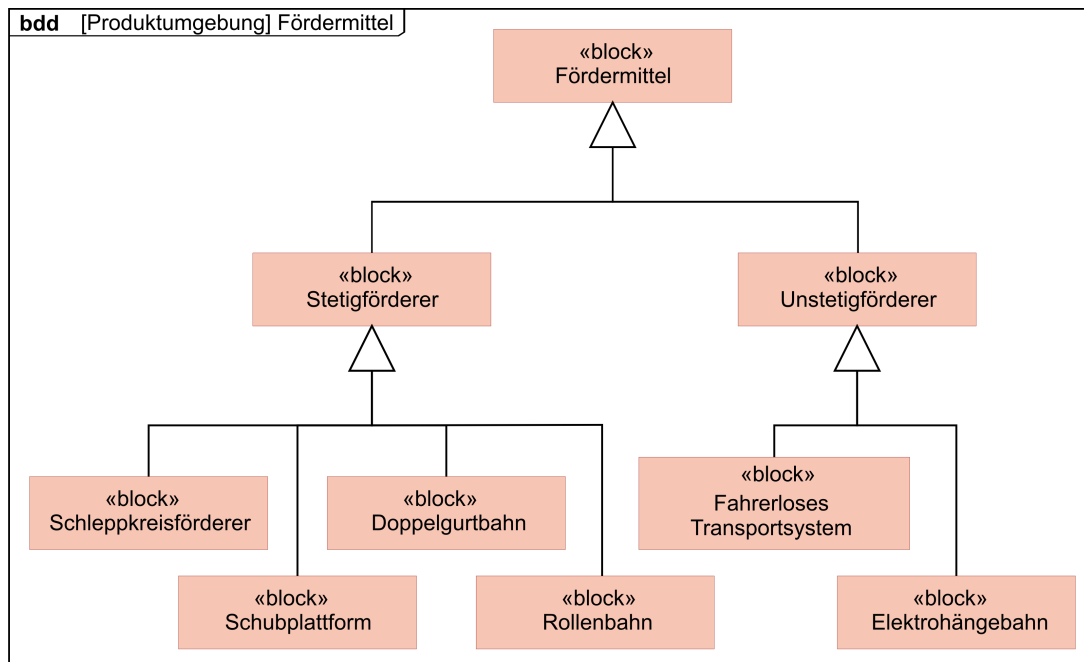 bdd [Produktumgebung] Fördermittel
«block»
Fördermittel
«block»
Stetigförderer
«block»
Unstetigförderer
«block»
Schleppkreisförderer
«block»
Doppelgurtbahn
«block»
Fahrerloses
Transportsystem
«block»
Schubplattform
«block»
Rollenbahn
«block»
Elektrohängebahn